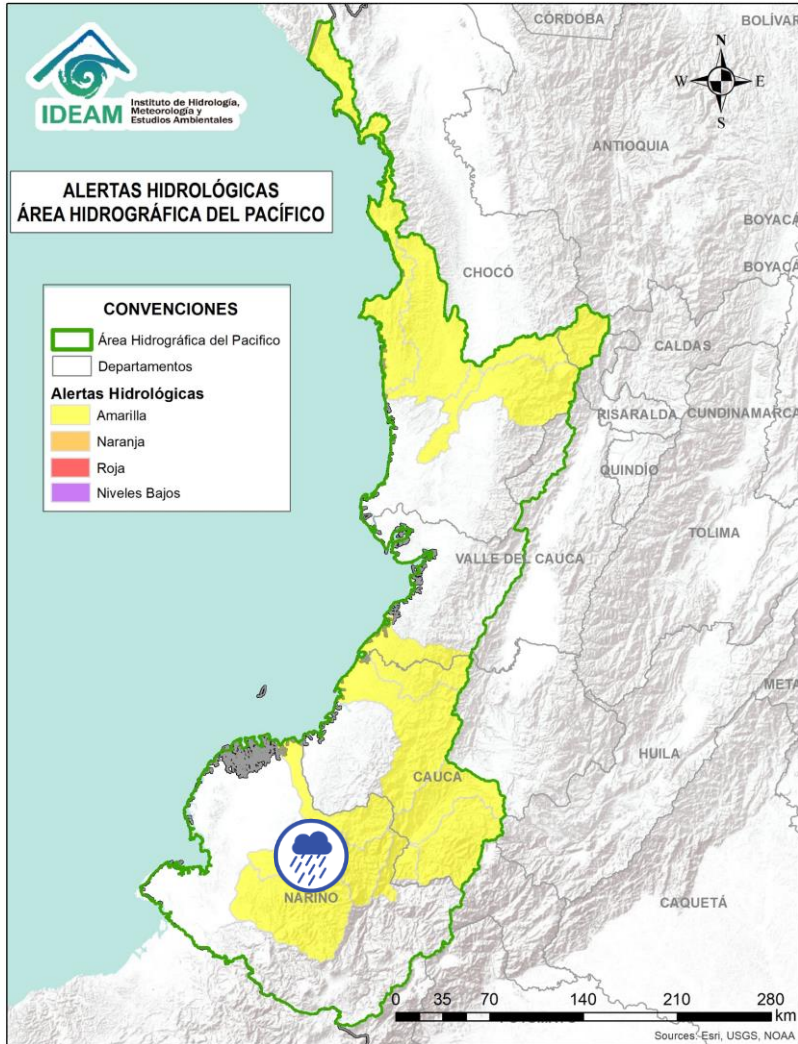 IDEAM
Instituto de Hidrología,
Meteorología y
Estudios Ambientales
CÓRDOBA
BOLÍVAR
N
W
E
S
ANTIOQUIA
ALERTAS HIDROLÓGICAS
ÁREA HIDROGRÁFICA DEL PACÍFICO
BOYACÁ
BOYACÁ
CHOCÓ
CONVENCIONES
Área Hidrográfica del Pacífico
Departamentos
Alertas Hidrológicas
Amarilla
Naranja
Roja
Niveles Bajos
CALDAS
RISARALDA
CUNDINAMARCA
QUINDÍO
TOLIMA
VALLE DEL CAUCA
META
HUILA
CAUCA
NARIÑO
CAQUETÁ
0 35 70 140 210 280
km
Sources: Esri, USGS, NOAA